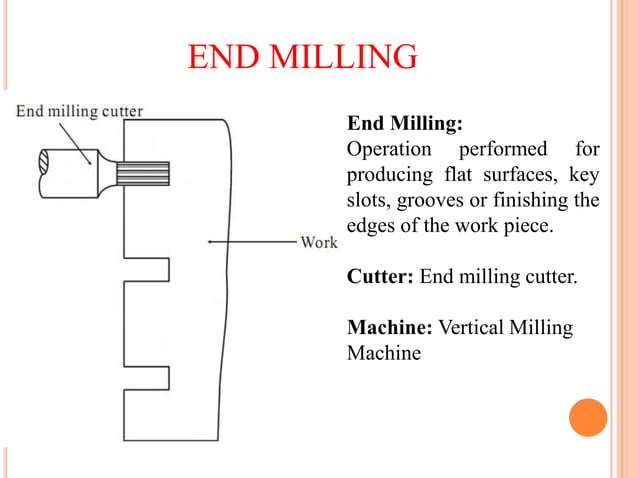 END MILLING
End milling cutter
Work
End Milling:
Operation performed for
producing flat surfaces, key
slots, grooves or finishing the
edges of the work piece.
Cutter: End milling cutter.
Machine: Vertical Milling
Machine